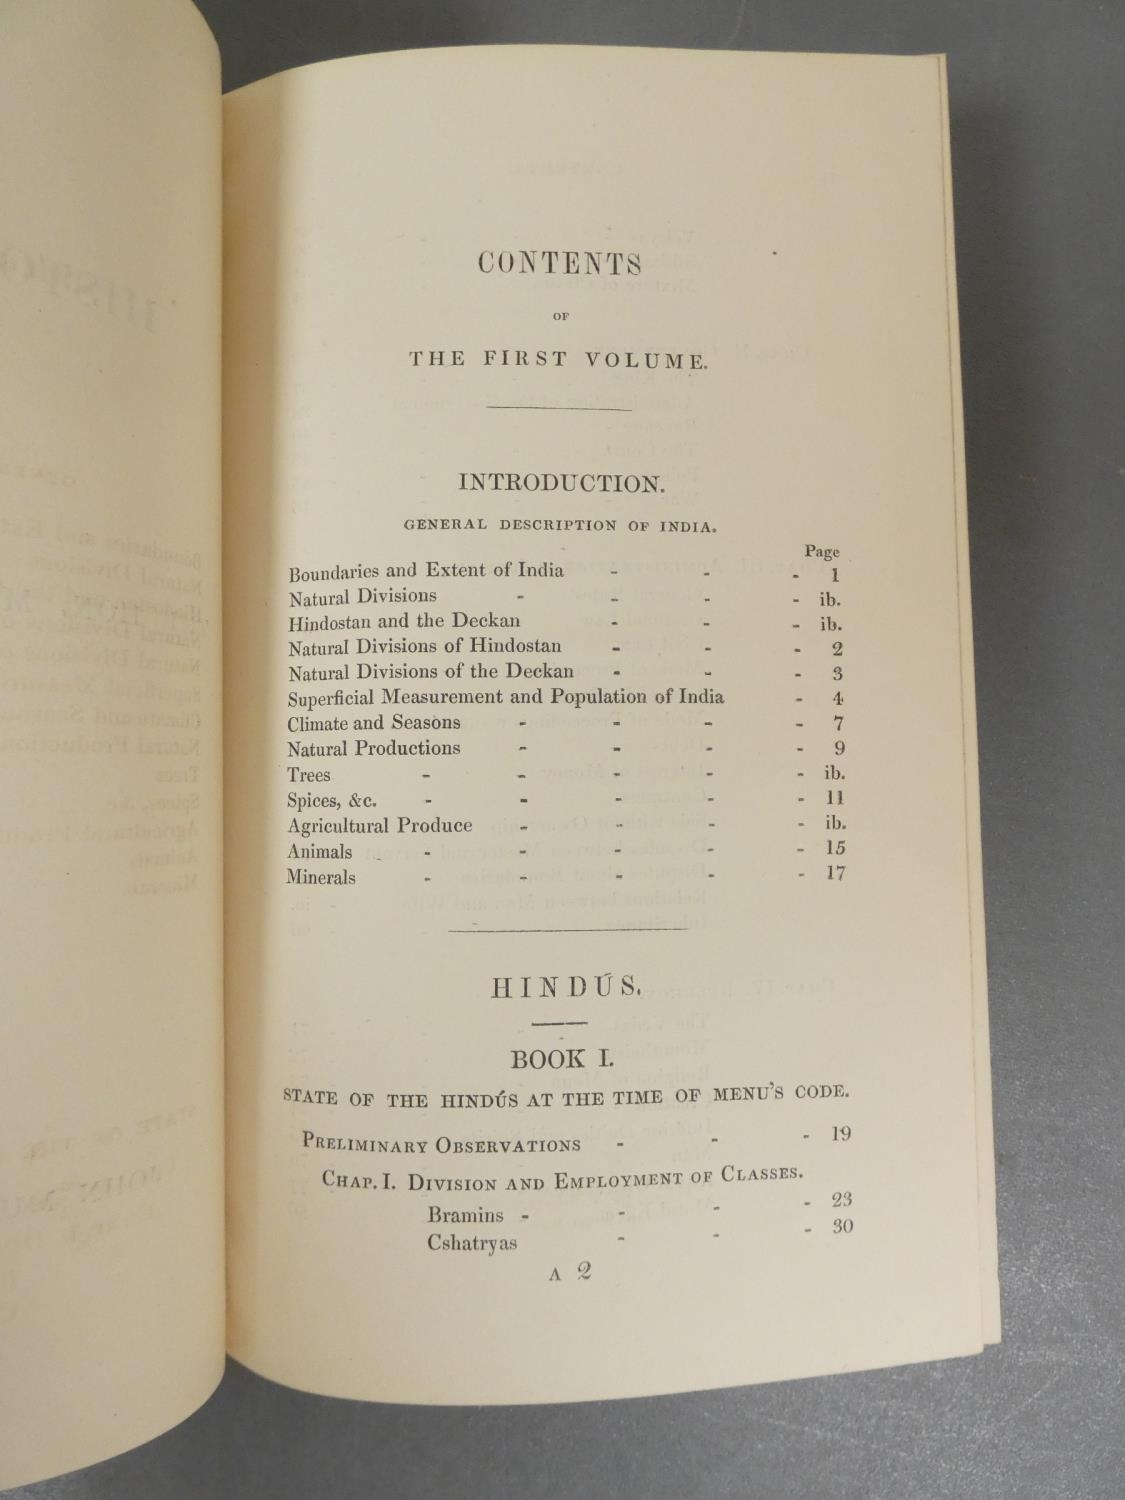 CONTENTS
OF
THE FIRST VOLUME.
INTRODUCTION.
GENERAL DESCRIPTION OF INDIA.
Page
Boundaries and Extent of India - - - 1
Natural Divisions - - - - ib.
Hindostan and the Deckan - - - ib.
Natural Divisions of Hindostan - - - 2
Natural Divisions of the Deckan - - - 3
Superficial Measurement and Population of India - 4
Climate and Seasons - - - - 7
Natural Productions - - - - 9
Trees - - - - - ib.
Spices, &c. - - - - - 11
Agricultural Produce - - - - ib.
Animals - - - - - 15
Minerals - - - - - 17
HINDÚS.
BOOK I.
STATE OF THE HINDÚS AT THE TIME OF MENU'S CODE.
PRELIMINARY OBSERVATIONS - - - 19
CHAP. I. DIVISION AND EMPLOYMENT OF CLASSES.
Bramins - - - - 23
Cshatryas - - - 30
A 2